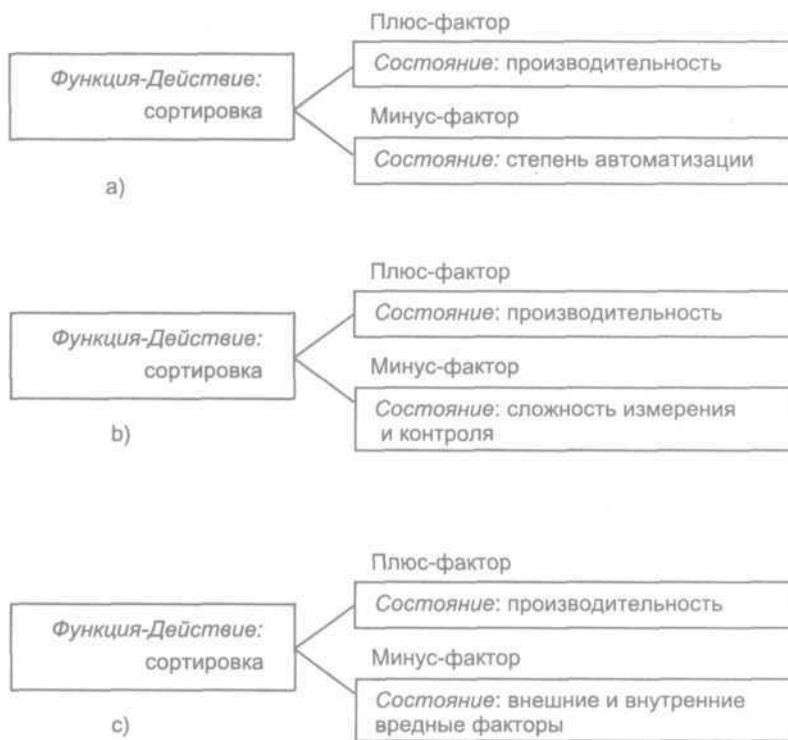 Плюс-фактор
Функция-Действие:
сортировка
Состояние: производительность
Минус-фактор
Состояние: степень автоматизации
a)
Плюс-фактор
Функция-Действие:
сортировка
Состояние: производительность
Минус-фактор
Состояние: сложность измерения
и контроля
b)
Плюс-фактор
Функция-Действие:
сортировка
Состояние: производительность
Минус-фактор
Состояние: внешние и внутренние
вредные факторы
c)